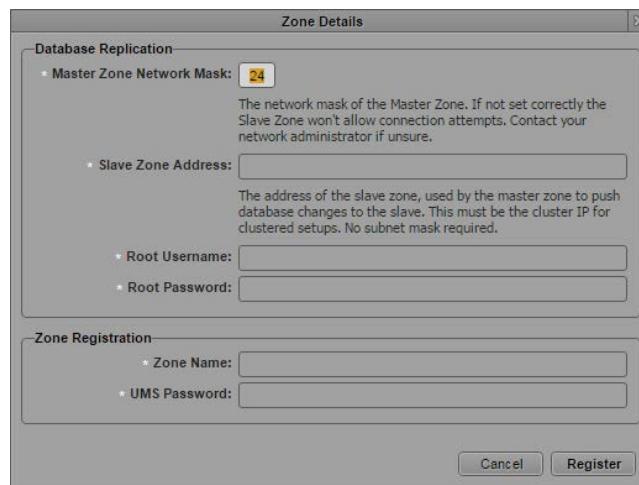 Zone Details
Database Replication
* Master Zone Network Mask: 24
The network mask of the Master Zone. If not set correctly the
Slave Zone won't allow connection attempts. Contact your
network administrator if unsure.
* Slave Zone Address:
The address of the slave zone, used by the master zone to push
database changes to the slave. This must be the cluster IP for
clustered setups. No subnet mask required.
* Root Username:
* Root Password:
Zone Registration
* Zone Name:
* UMS Password:
Cancel Register